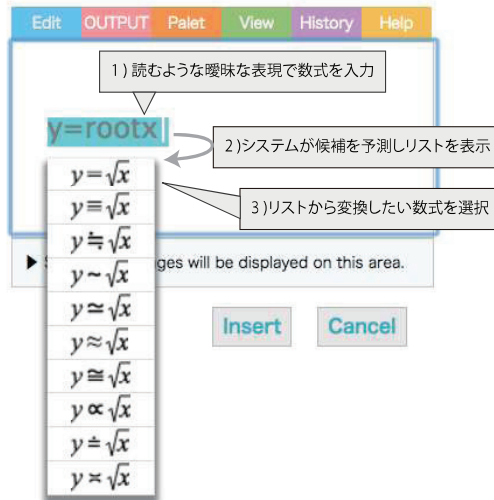 Edit OUTPUT Palet View History Help
1)読むような曖昧な表現で数式を入力
y=rootx
2)システムが候補を予測しリストを表示
y=√x
3)リストから変換したい数式を選択
y≡√x
y≒√x
ges will be displayed on this area.
y~√x
y≃√x
Insert Cancel
y≈√x
y≅√x
y∝√x
y≐√x
y≍√x